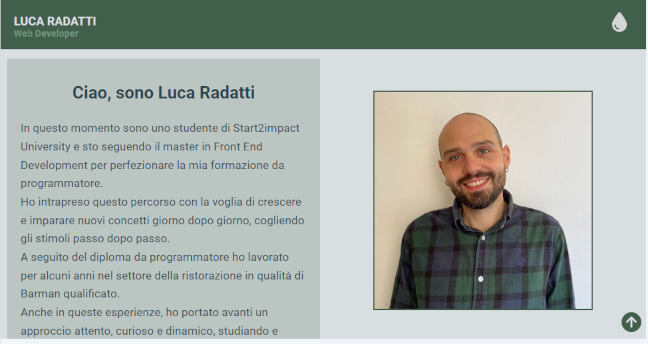 LUCA RADATTI
Web Developer
Ciao, sono Luca Radatti
In questo momento sono uno studente di Start2impact
University e sto seguendo il master in Front End
Development per perfezionare la mia formazione da
programmatore.
Ho intrapreso questo percorso con la voglia di crescere
e imparare nuovi concetti giorno dopo giorno, cogliendo
gli stimoli passo dopo passo.
A seguito del diploma da programmatore ho lavorato
per alcuni anni nel settore della ristorazione in qualità di
Barman qualificato.
Anche in queste esperienze, ho portato avanti un
approccio attento, curioso e dinamico, studiando e